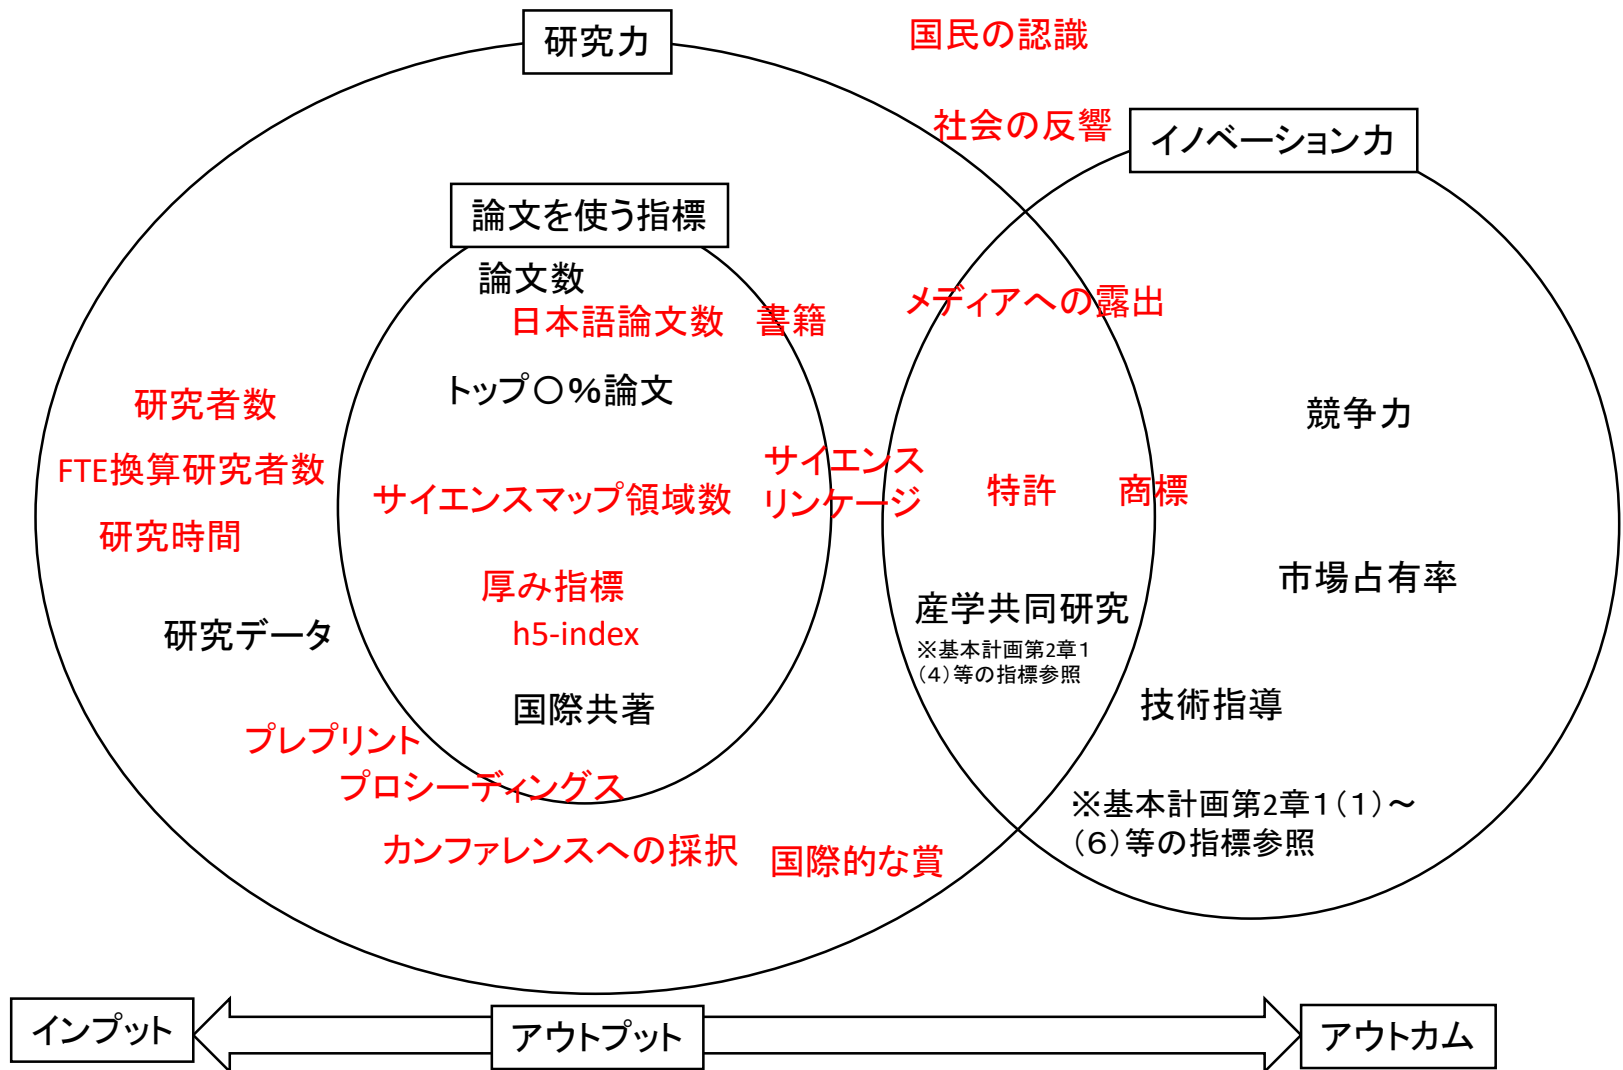 研究力
国民の認識
社会の反響
イノベーション力
論文を使う指標
論文数
日本語論文数
書籍
メディアへの露出
トップ〇%論文
研究者数
競争力
FTE換算研究者数
サイエンス
リンケージ
サイエンスマップ領域数
特許
商標
研究時間
厚み指標
h5-index
市場占有率
産学共同研究
※基本計画第2章1
(4)等の指標参照
研究データ
国際共著
技術指導
プレプリント
プロシーディングス
※基本計画第2章1(1)~
(6)等の指標参照
カンファレンスへの採択
国際的な賞
インプット
アウトプット
アウトカム